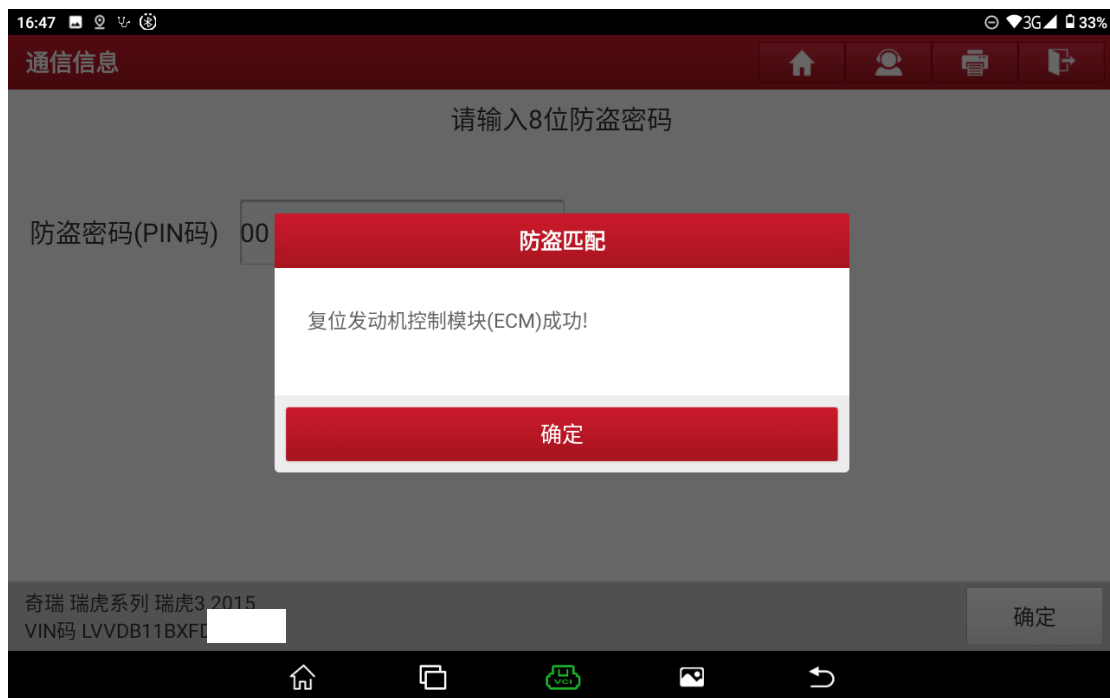 16:47
3G 33%
通信信息
请输入8位防盗密码
防盗密码(PIN码) 00
防盗匹配
复位发动机控制模块(ECM)成功!
确定
奇瑞 瑞虎系列 瑞虎3 2015
VIN码 LVVDB11BXF
确定
VCI